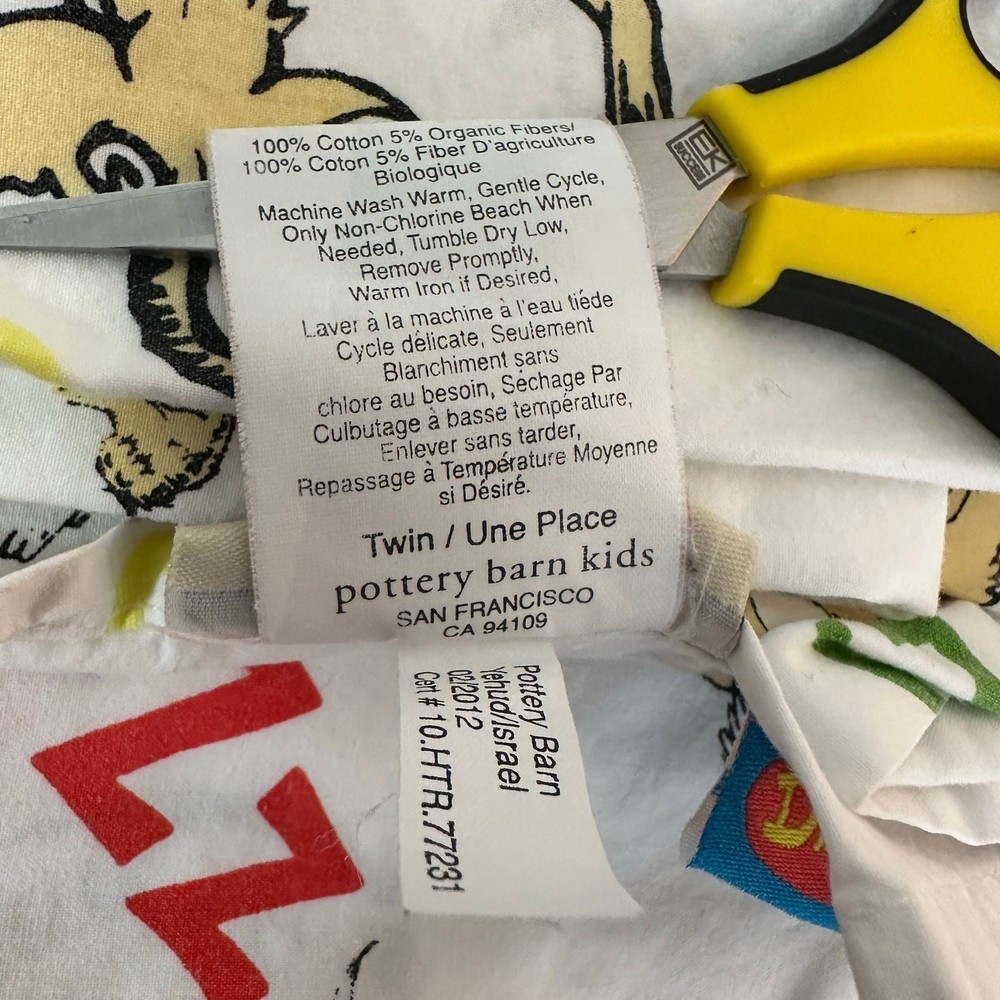 100% Cotton 5% Organic Fibers/
100% Coton 5% Fiber D'agriculture
Biologique
Machine Wash Warm, Gentle Cycle,
Only Non-Chlorine Beach When
Needed, Tumble Dry Low,
Remove Promptly,
Warm Iron if Desired,
Laver à la machine à l'eau tiéde
Cycle délicate, Seulement
Blanchiment sans
chlore au besoin, Séchage Par
Culbutage à basse température,
Enlever sans tarder,
Repassage à Température Moyenne
si Désiré.
Twin / Une Place
pottery barn kids
SAN FRANCISCO
CA 94109
Pottery Barn
Yehud/Israel
02/2012
Cert # 10.HTR.77231